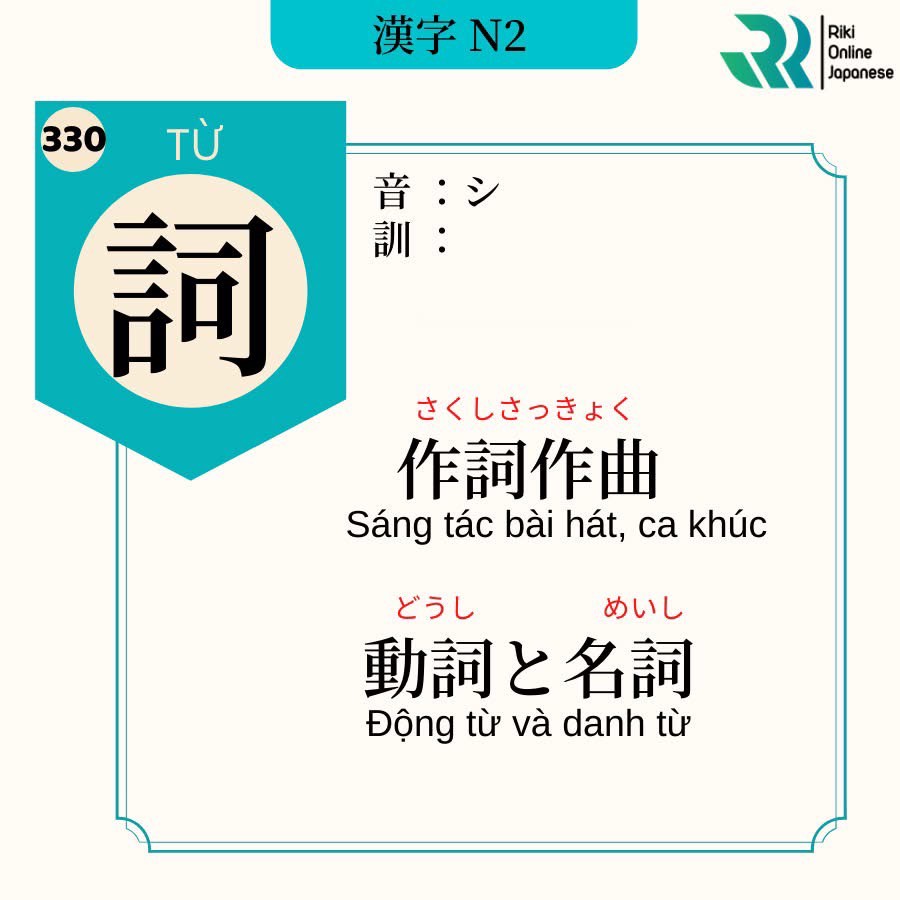 漢字 N2
Riki
Online
Japanese
330
TỪ
詞
音 ：シ
訓 ：
さくしさっきょく
作詞作曲
Sáng tác bài hát, ca khúc
どうし めいし
動詞と名詞
Động từ và danh từ